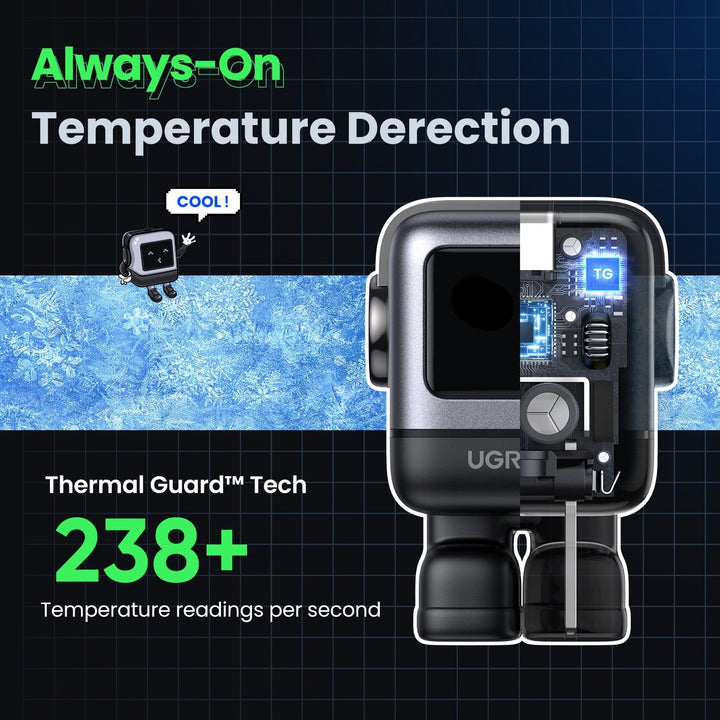 Always-On
Temperature Derection
COOL!
TG
UGR
Thermal Guard™ Tech
238+
Temperature readings per second